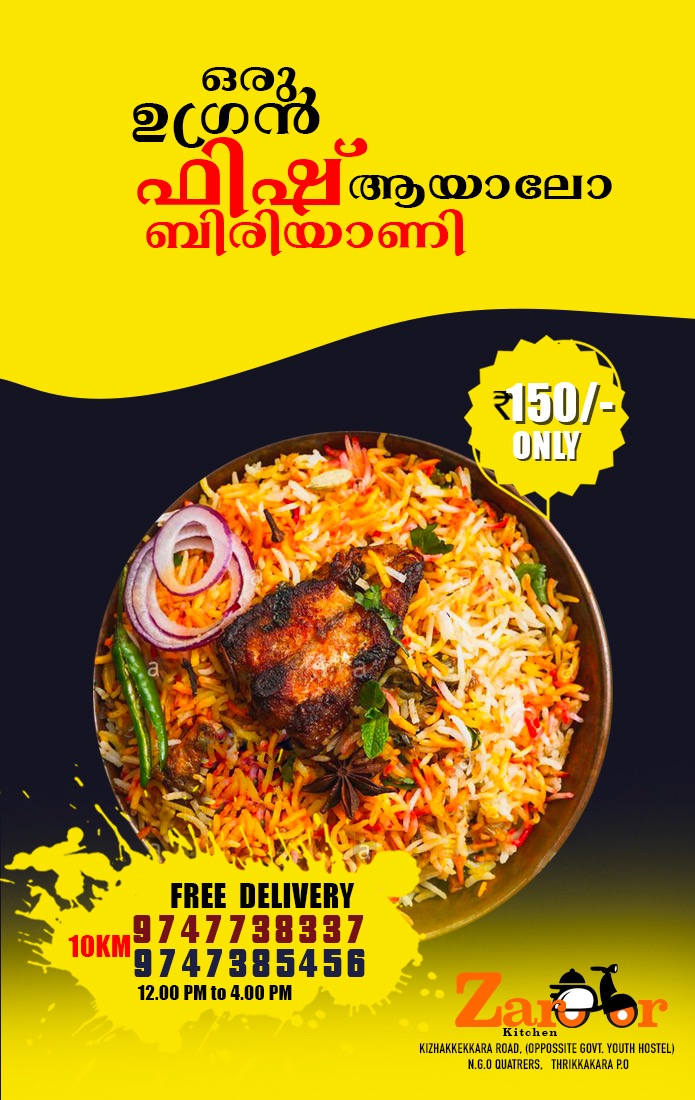 ഒരു
ഉഗ്രൻ
ഫിഷ് ആയാലോ
ബിരിയാണി
₹150/-
ONLY
FREE DELIVERY
10KM
9747738337
9747385456
12.00 PM to 4.00 PM
Zaroor
Kitchen
KIZHAKKEKKARA ROAD, (OPPOSSITE GOVT. YOUTH HOSTEL)
N.G.O QUATRERS, THRIKKAKARA P.O
a
a
a
a